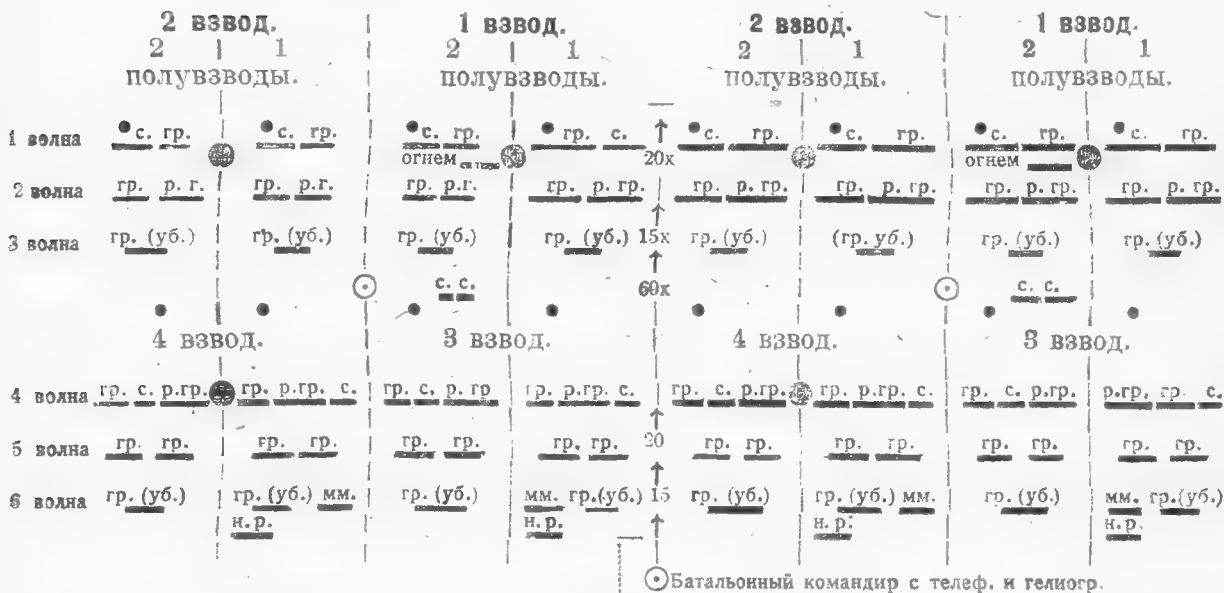 2 взвод. 1 взвод. 2 взвод. 1 взвод.
2 1 2 1 2 1 2 1
полувзводы. полувзводы. полувзводы. полувзводы.
1 волна с. гр. с. гр. с. гр. гр. с. с. гр. с. гр. с. гр. с. гр.
огнем 20х огнем
2 волна гр. р. г. гр. р.г. гр. р.г. гр. р. гр. гр. р. гр. гр. р. гр. гр. р. гр. гр. р. гр.
3 волна гр. (уб.) гр. (уб.) гр. (уб.) гр. (уб.) 15х гр. (уб.) (гр. уб.) гр. (уб.) гр. (уб.)
с. с. 60х с. с.
4 взвод. 3 взвод. 4 взвод. 3 взвод.
4 волна гр. с. р.гр. гр. р.гр. с. гр. с. р. гр гр. р.гр. с. гр. с. р.гр. гр. р.гр. с. гр. с. р.гр. р.гр. гр. с.
5 волна гр. гр. гр. гр. гр. гр. гр. гр. 20 гр. гр. гр. гр. гр. гр. гр. гр.
6 волна гр. (уб.) гр. (уб.) мм. гр. (уб.) мм. гр.(уб.) 15 гр. (уб.) гр. (уб.) мм. гр. (уб.) мм. гр.(уб.)
н.р. н.р. н.р. н.р.
Батальонный командир с телеф. и гелиогр.